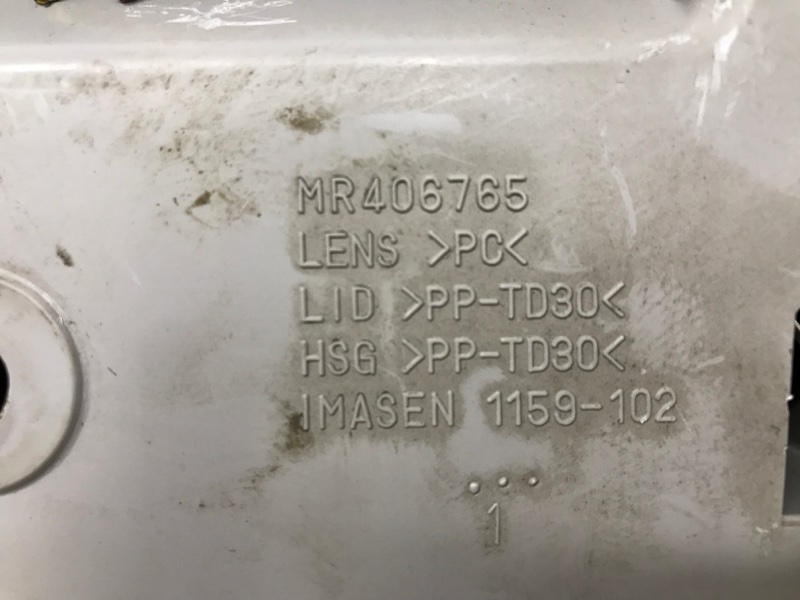 MR406765
LENS >PC<
LID >PP-TD30<
HSG >PP-TD30<
IMASEN 1159-102
1